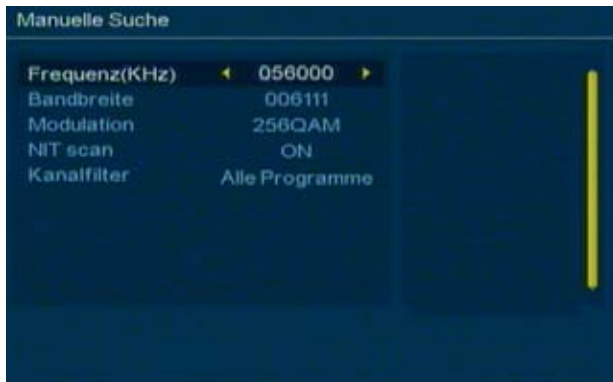 Manuelle Suche
Frequenz(KHz) 056000
Bandbreite 006111
Modulation 256QAM
NIT scan ON
Kanalfilter Alle Programme